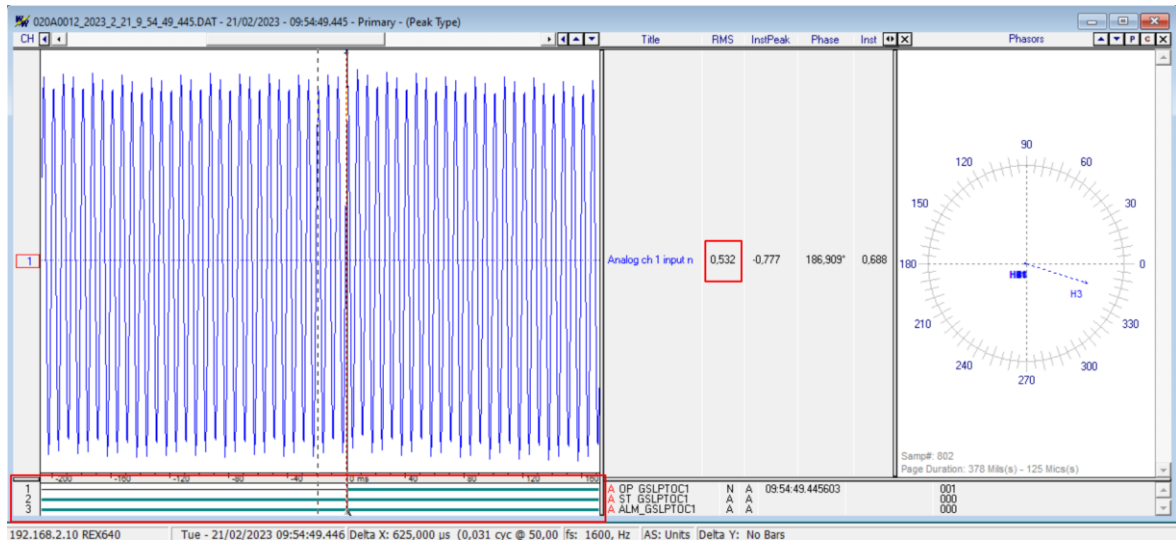 020A0012_2023_2_21_9_54_49_445.DAT - 21/02/2023 - 09:54:49.445 - Primary - (Peak Type)
CH Title RMS InstPeak Phase Inst Phasors P C
1 Analog ch 1 input n 0,532 -0,777 186,909° 0,688
90
120 60
150 30
180 0
H3
210 330
240 300
270
Samp#: 802
Page Duration: 378 Mils(s) - 125 Mics(s)
-200 -160 -120 -80 -40 0 ms 40 80 120 160
1 A OP_GSLPTOC1 N A 09:54:49.445603 001
2 A ST_GSLPTOC1 A A 000
3 A ALM_GSLPTOC1 A A 000
192.168.2.10 REX640 Tue - 21/02/2023 09:54:49.446 Delta X: 625,000 µs (0,031 cyc @ 50,00 fs: 1600, Hz AS: Units Delta Y: No Bars